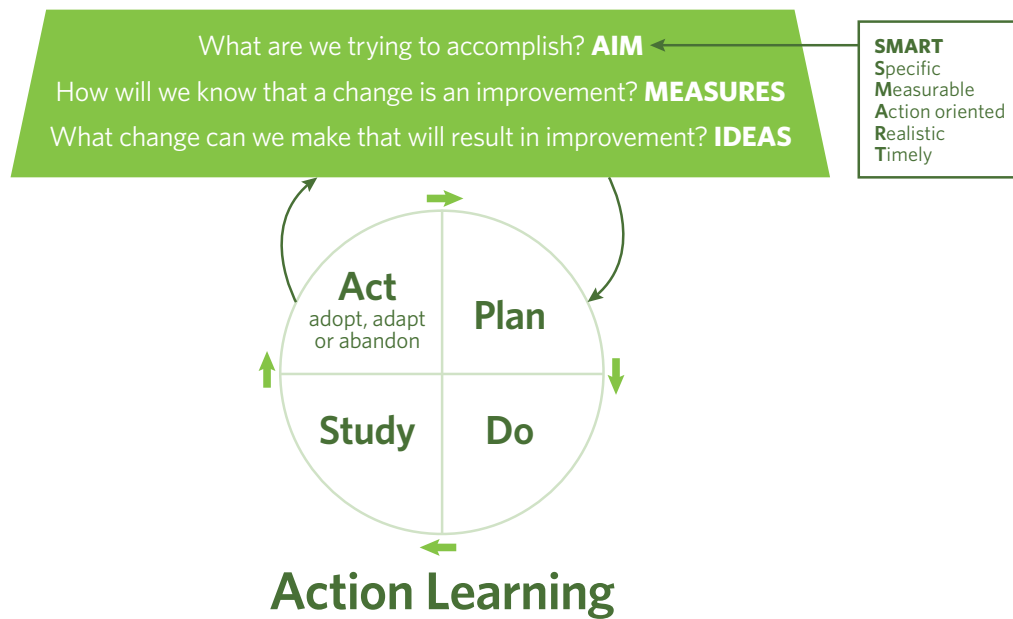 What are we trying to accomplish? AIM
How will we know that a change is an improvement? MEASURES
What change can we make that will result in improvement? IDEAS
SMART
Specific
Measurable
Action oriented
Realistic
Timely
Act
adopt, adapt
or abandon
Plan
Study
Do
Action Learning